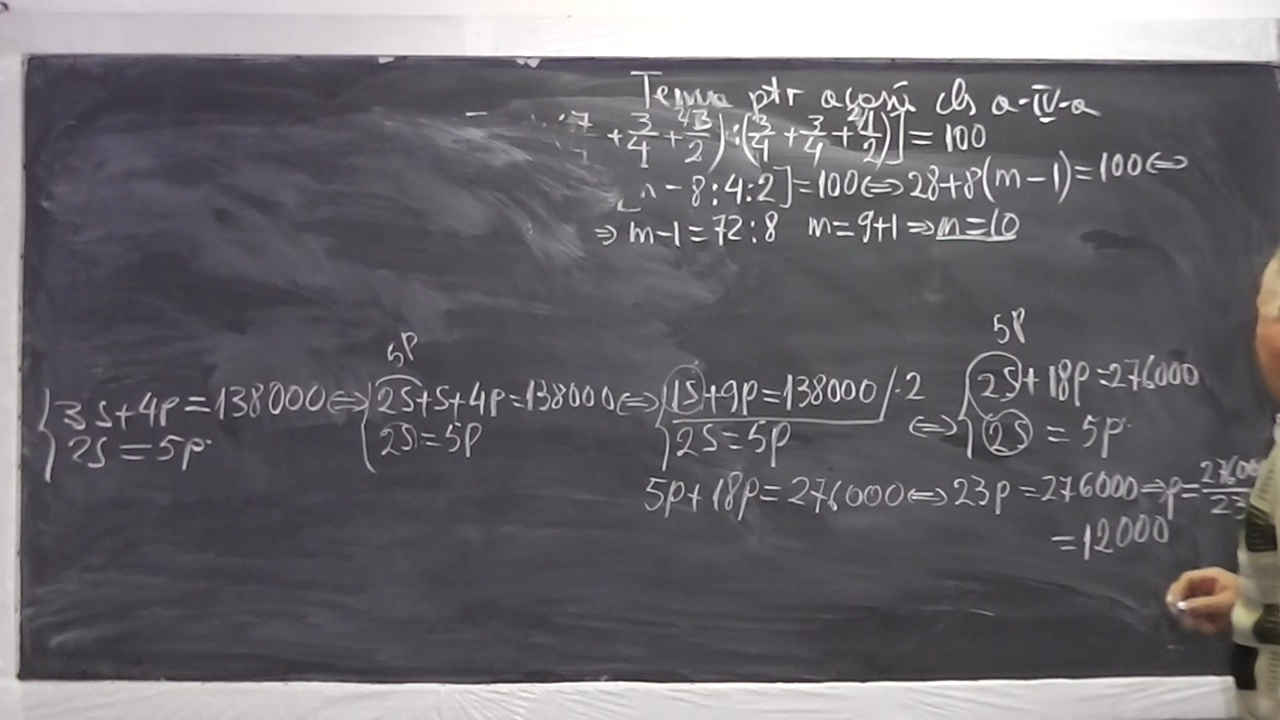 Tema ptr acasă cls a-IV-a
7 + 3/4 + 3/2) : (3/4 + 3/4 + 1/2)] = 100
- 8:4:2] = 100 ⇔ 28+8(m-1) = 100 ⇔
⇒ m-1 = 72:8 m = 9+1 ⇒ m = 10
5P
5P
3s+4p = 138000 ⇔ 2s+s+4p = 138000 ⇔ 1s+9p = 138000 /·2 ⇔ 2s+18p = 276000
2s = 5p 2s = 5p 2s = 5p 2s = 5p
5p+18p = 276000 ⇔ 23p = 276000 ⇒ p = 276000/23
= 12000